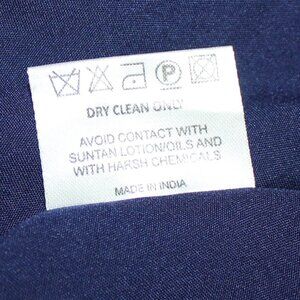 P
DRY CLEAN ONLY
AVOID CONTACT WITH
SUNTAN LOTION/OILS AND
WITH HARSH CHEMICALS
MADE IN INDIA